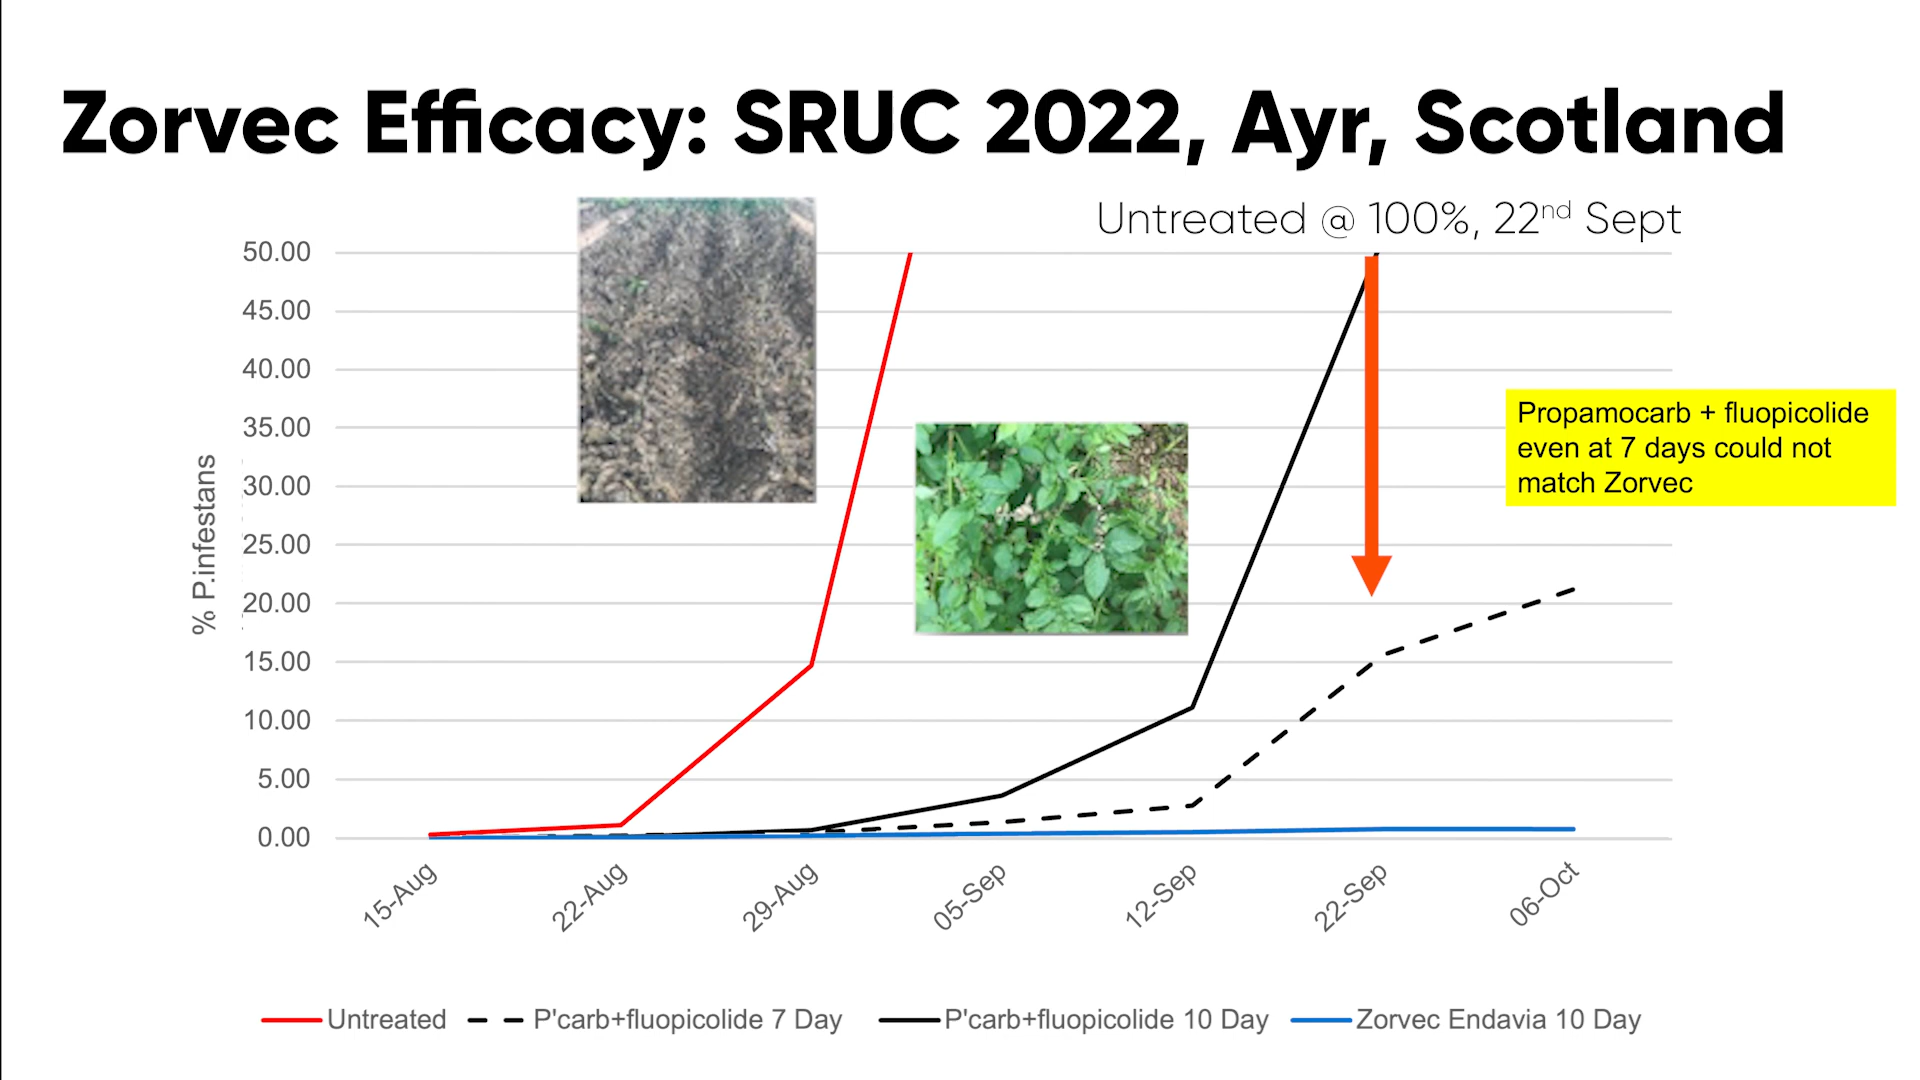 Zorvec Efficacy: SRUC 2022, Ayr, Scotland
Untreated @ 100%, 22nd Sept
50.00
45.00
40.00
35.00
30.00
25.00
20.00
15.00
10.00
5.00
0.00
% P.infestans
Propamocarb + fluopicolide
even at 7 days could not
match Zorvec
15-Aug
22-Aug
29-Aug
05-Sep
12-Sep
22-Sep
06-Oct
Untreated
P'carb+fluopicolide 7 Day
P'carb+fluopicolide 10 Day
Zorvec Endavia 10 Day